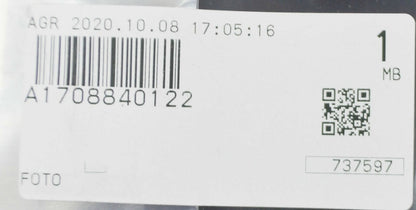 AGR 2020.10.08 17:05:16
1
MB
A1708840122
737597
FOTO